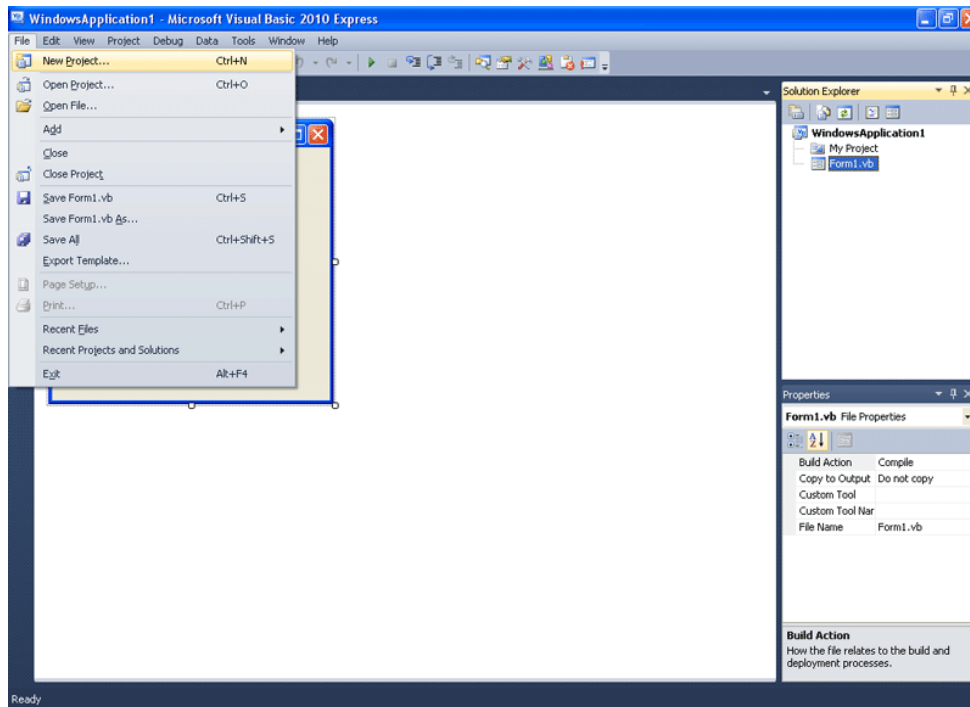 WindowsApplication1 - Microsoft Visual Basic 2010 Express
File Edit View Project Debug Data Tools Window Help
New Project... Ctrl+N
Open Project... Ctrl+O
Open File...
Add
Close
Close Project
Save Form1.vb Ctrl+S
Save Form1.vb As...
Save All Ctrl+Shift+S
Export Template...
Page Setup...
Print... Ctrl+P
Recent Files
Recent Projects and Solutions
Exit Alt+F4
Solution Explorer
WindowsApplication1
My Project
Form1.vb
Properties
Form1.vb File Properties
Build Action Compile
Copy to Output Do not copy
Custom Tool
Custom Tool Nar
File Name Form1.vb
Build Action
How the file relates to the build and
deployment processes.
Ready